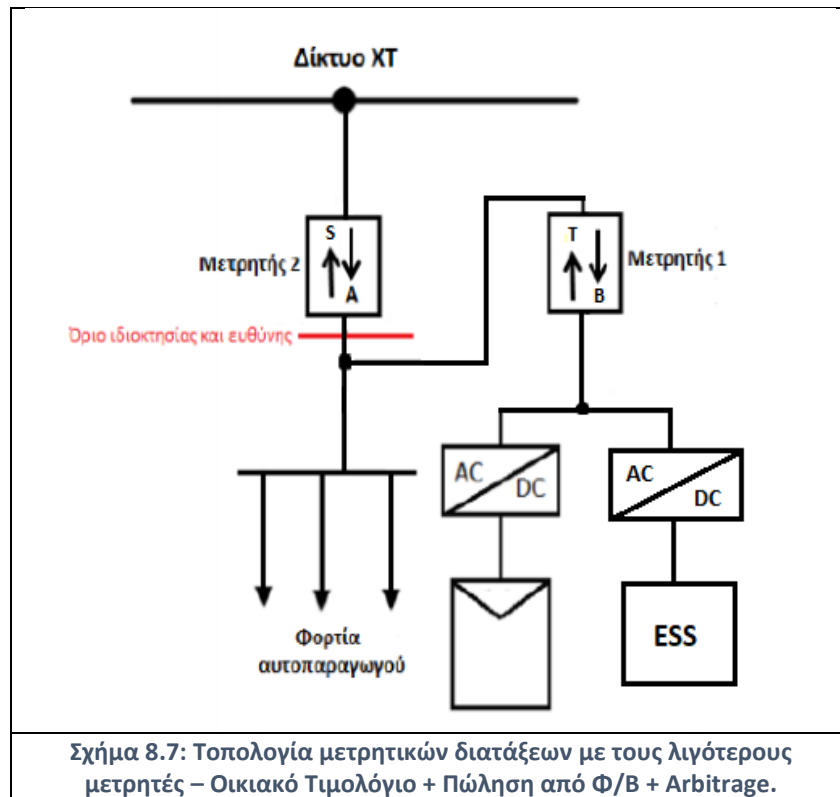 Δίκτυο ΧΤ
S
A
Μετρητής 2
T
B
Μετρητής 1
Όριο ιδιοκτησίας και ευθύνης
AC
DC
AC
DC
ESS
Φορτία
αυτοπαραγωγού
Σχήμα 8.7: Τοπολογία μετρητικών διατάξεων με τους λιγότερους
μετρητές – Οικιακό Τιμολόγιο + Πώληση από Φ/Β + Arbitrage.